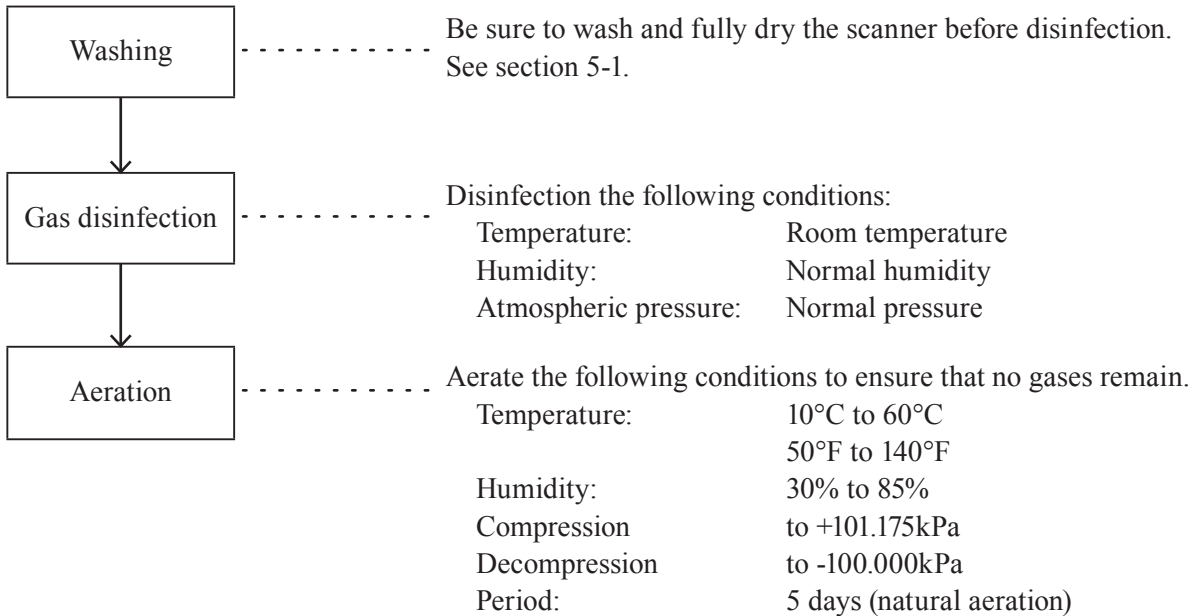 Washing
Be sure to wash and fully dry the scanner before disinfection.
See section 5-1.
Gas disinfection
Disinfection the following conditions:
Temperature: Room temperature
Humidity: Normal humidity
Atmospheric pressure: Normal pressure
Aeration
Aerate the following conditions to ensure that no gases remain.
Temperature: 10°C to 60°C
50°F to 140°F
Humidity: 30% to 85%
Compression to +101.175kPa
Decompression to -100.000kPa
Period: 5 days (natural aeration)